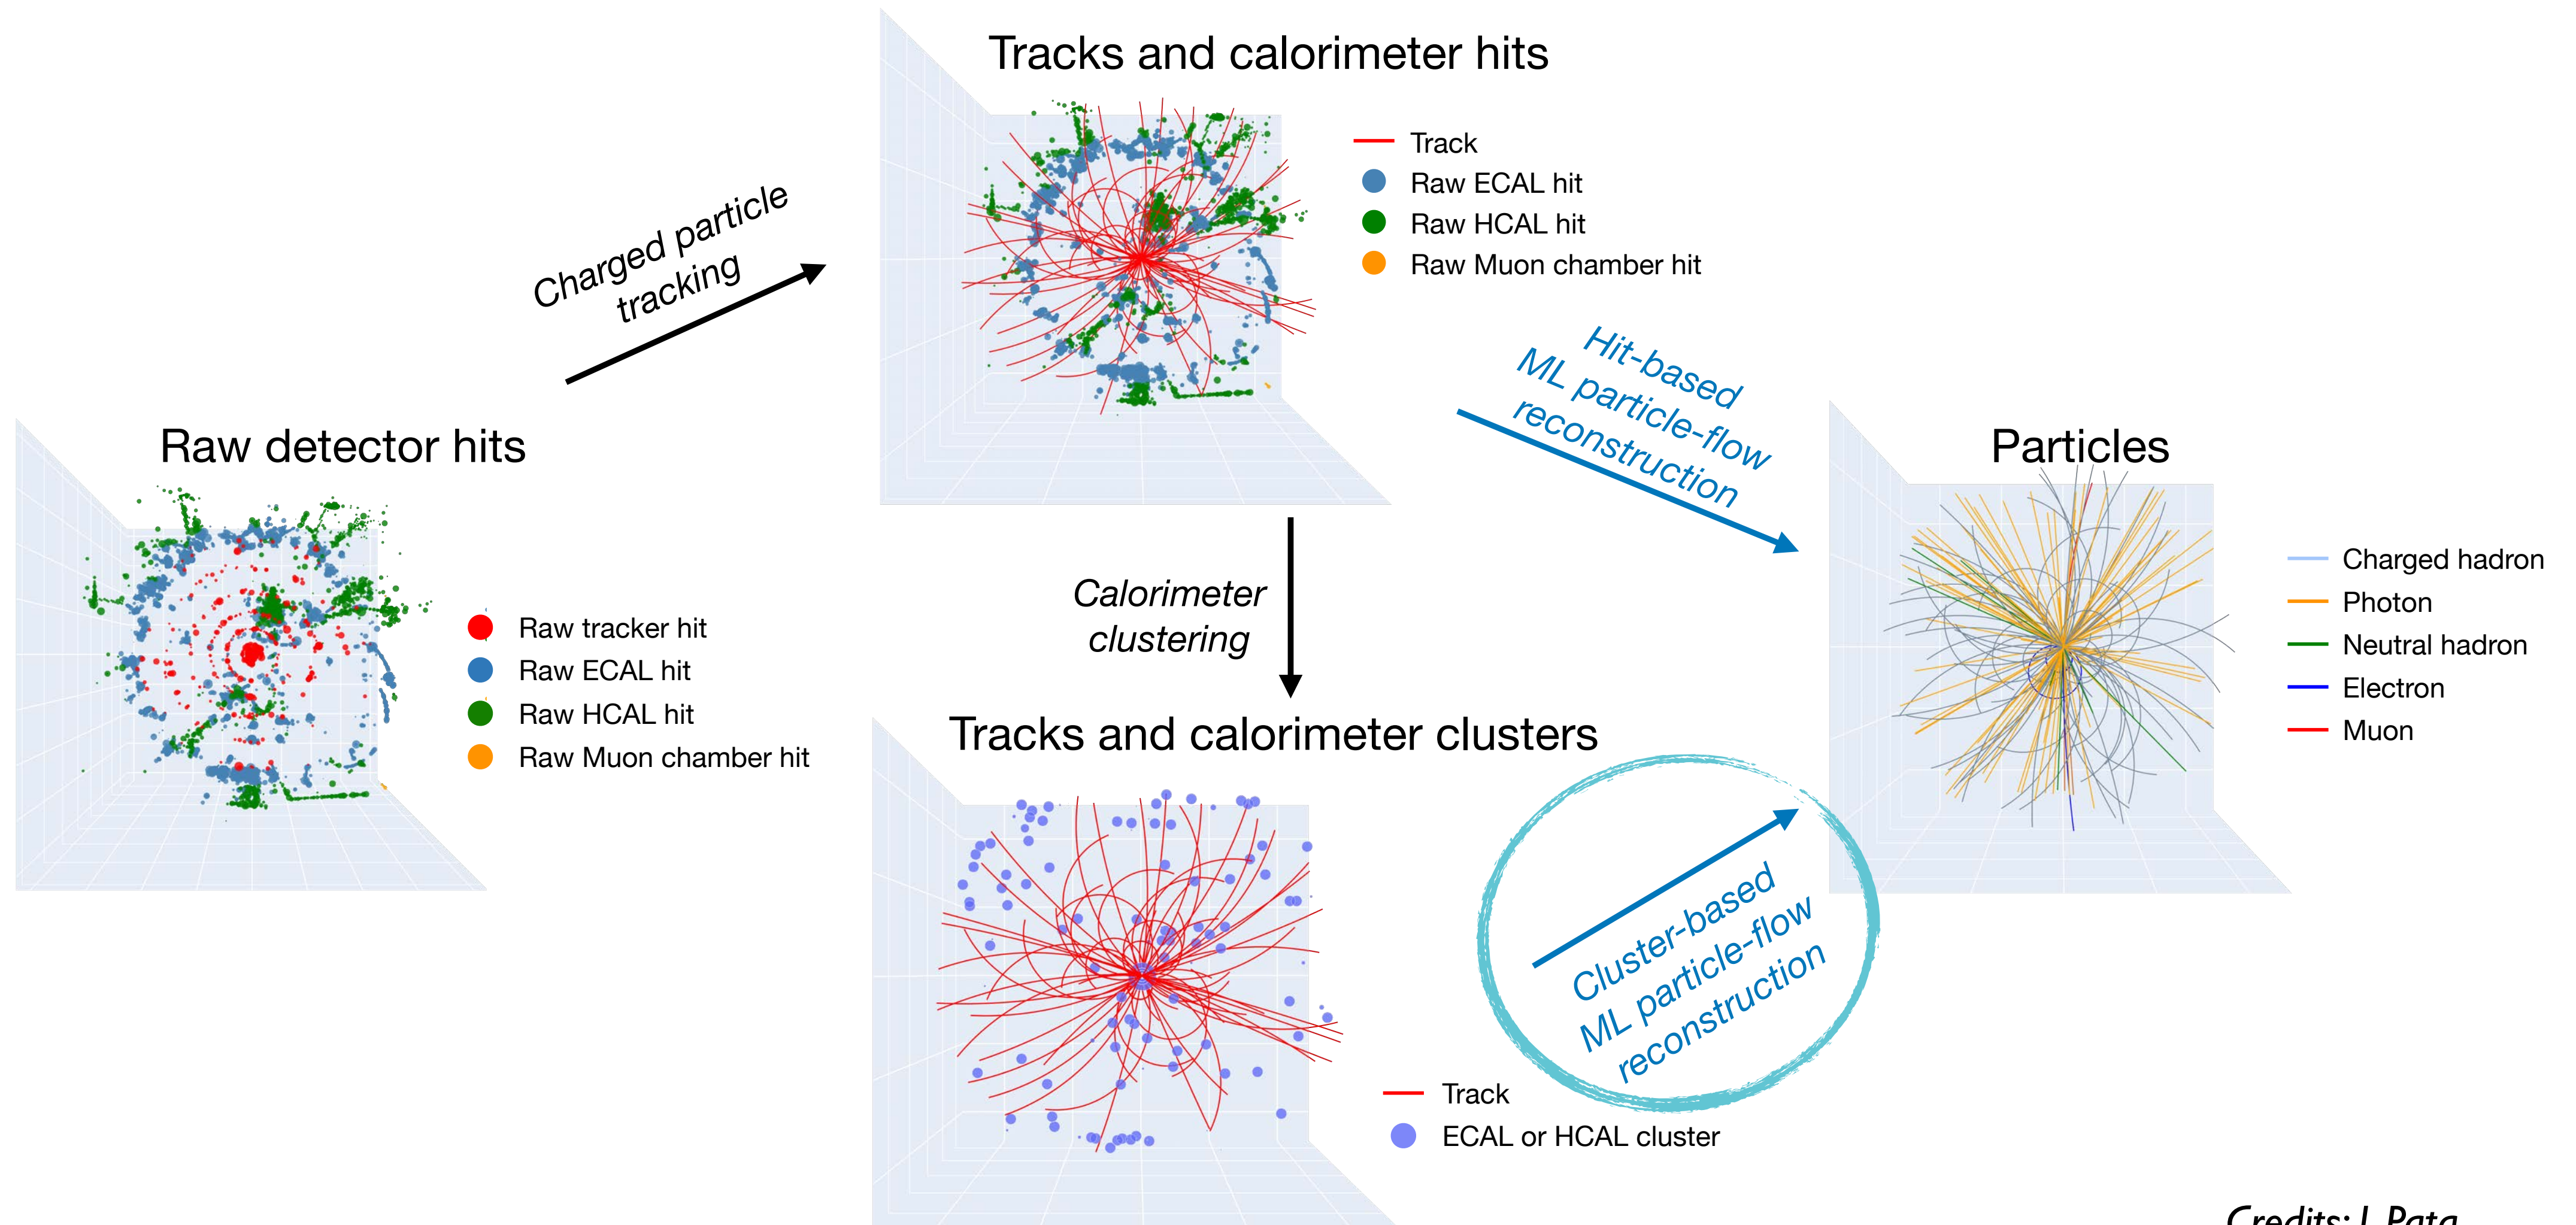 Tracks and calorimeter hits
Track
Raw ECAL hit
Raw HCAL hit
Raw Muon chamber hit
Charged particle
tracking
Hit-based
ML particle-flow
reconstruction
Raw detector hits
Raw tracker hit
Raw ECAL hit
Raw HCAL hit
Raw Muon chamber hit
Particles
Charged hadron
Photon
Neutral hadron
Electron
Muon
Calorimeter
clustering
Tracks and calorimeter clusters
Cluster-based
ML particle-flow
reconstruction
Track
ECAL or HCAL cluster
Credits: J. Pata